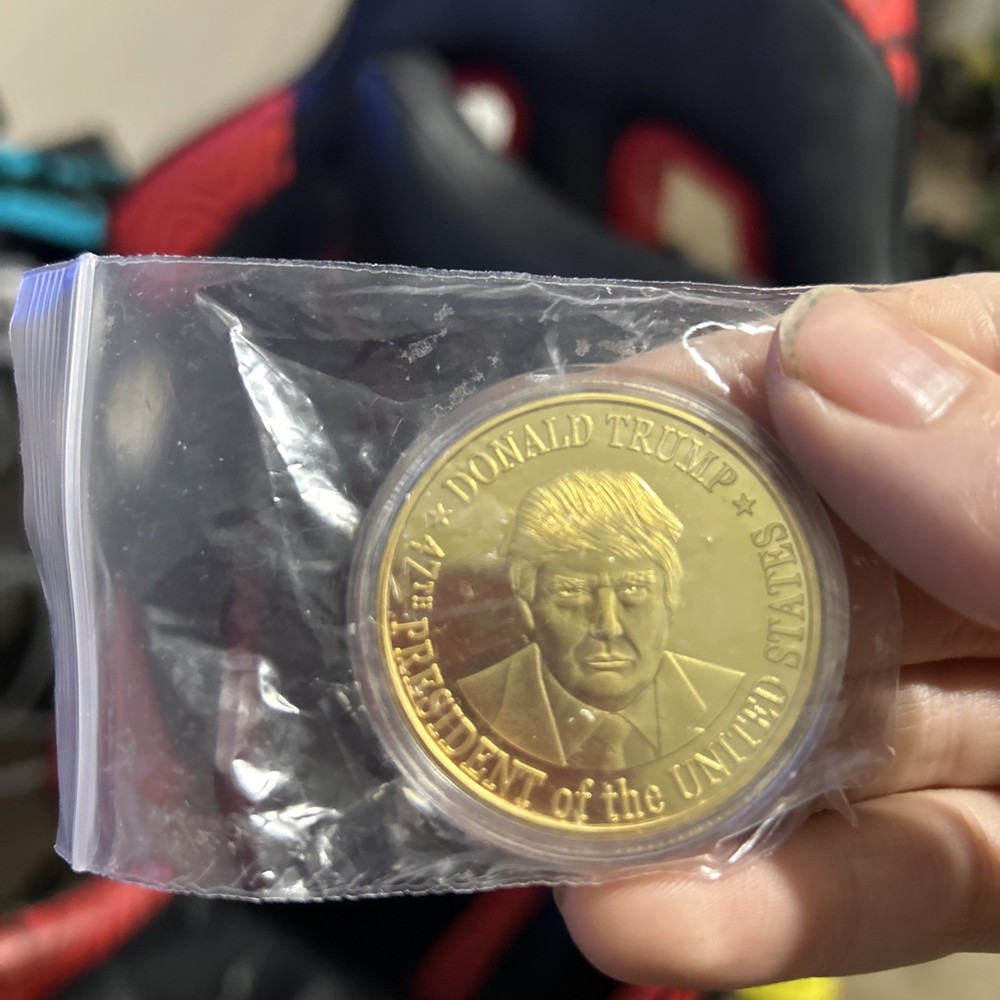 DONALD TRUMP
47TH PRESIDENT of the UNITED STATES